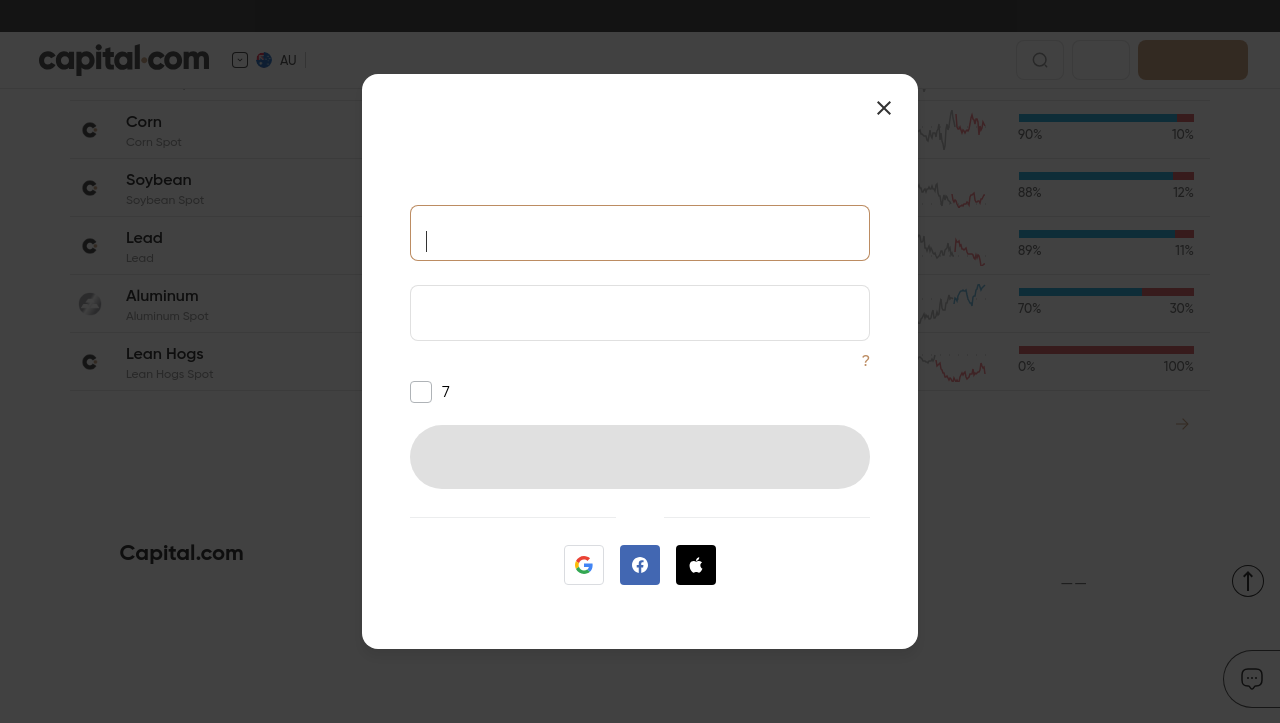 capital.com
AU
Corn
Corn Spot
90%
10%
Soybean
Soybean Spot
88%
12%
Lead
Lead
89%
11%
Aluminum
Aluminum Spot
70%
30%
Lean Hogs
Lean Hogs Spot
0%
100%
?
7
Capital.com